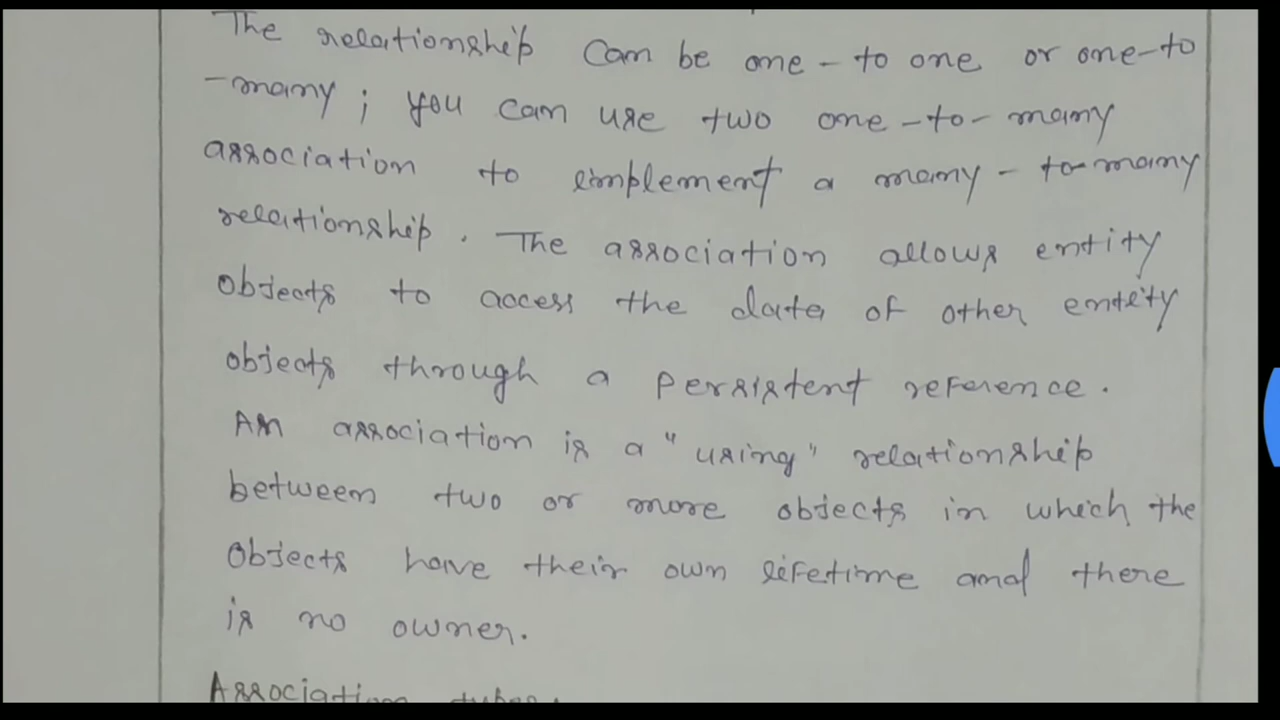 The relationship can be one-to one or one-to
-many; you can use two one-to-many
association to implement a many-to-many
relationship. The association allows entity
objects to access the data of other entity
objects through a persistent reference.
An association is a "using" relationship
between two or more objects in which the
objects have their own lifetime and there
is no owner.
Association